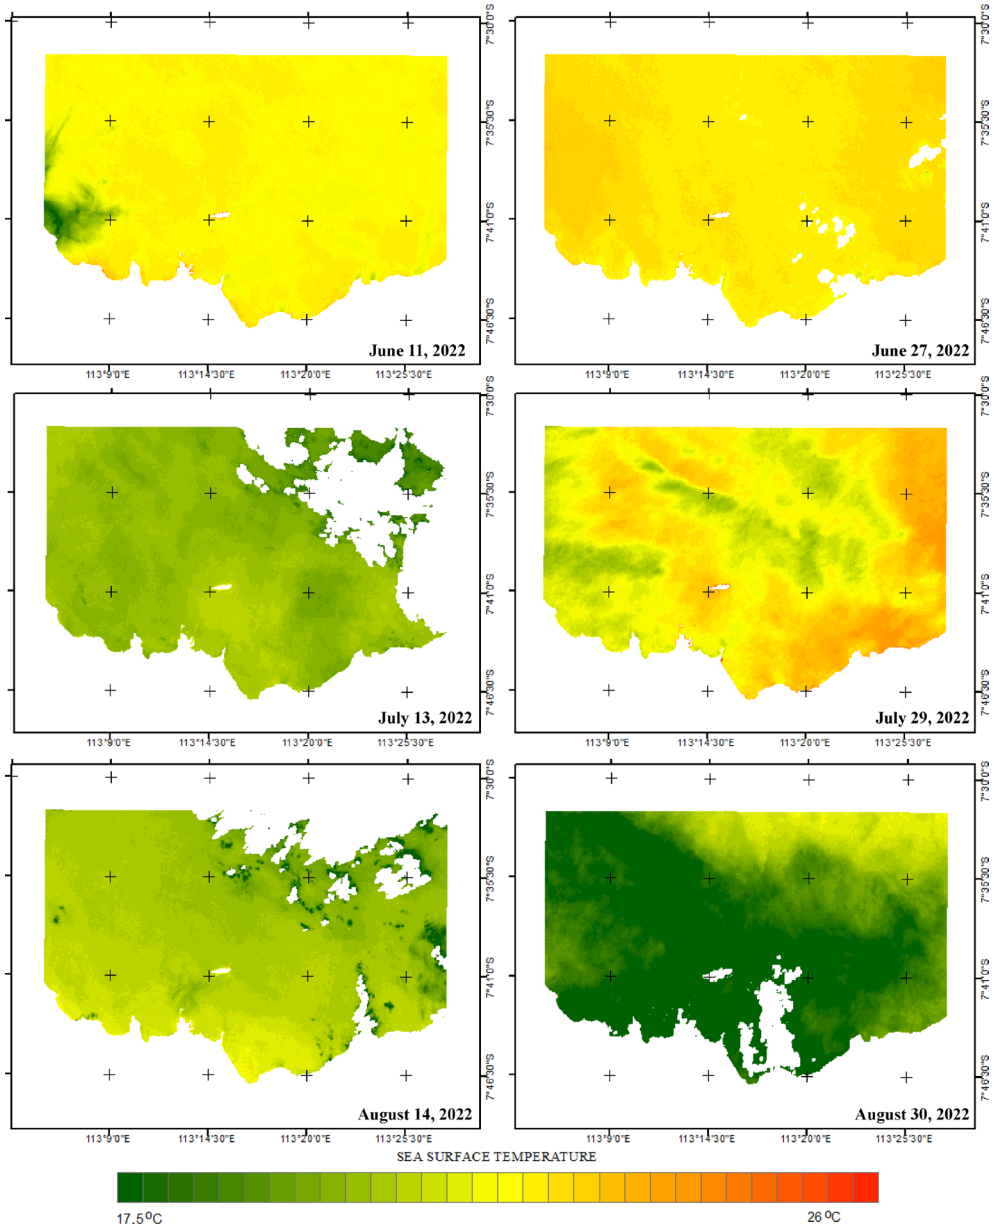 7°30'0"S
7°30'0"S
7°35'30"S
7°35'30"S
7°41'0"S
7°41'0"S
7°46'30"S
7°46'30"S
June 11, 2022
June 27, 2022
113°9'0"E 113°14'30"E 113°20'0"E 113°25'30"E
113°9'0"E 113°14'30"E 113°20'0"E 113°25'30"E
7°30'0"S
7°30'0"S
7°35'30"S
7°35'30"S
7°41'0"S
7°41'0"S
7°46'30"S
7°46'30"S
July 13, 2022
July 29, 2022
113°9'0"E 113°14'30"E 113°20'0"E 113°25'30"E
113°9'0"E 113°14'30"E 113°20'0"E 113°25'30"E
7°30'0"S
7°30'0"S
7°35'30"S
7°35'30"S
7°41'0"S
7°41'0"S
7°46'30"S
7°46'30"S
August 14, 2022
August 30, 2022
113°9'0"E 113°14'30"E 113°20'0"E 113°25'30"E
113°9'0"E 113°14'30"E 113°20'0"E 113°25'30"E
SEA SURFACE TEMPERATURE
17.5°C 26°C